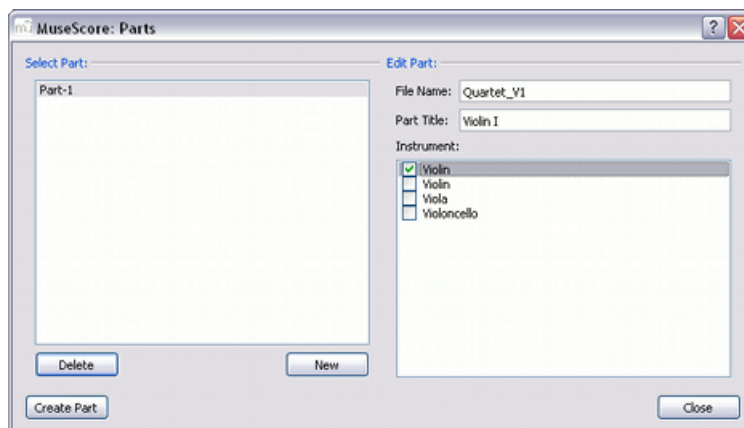 MuseScore: Parts
Select Part:
Part-1
Delete
New
Create Part
Edit Part:
File Name: Quartet_V1
Part Title: Violin I
Instrument:
Violin
Violin
Viola
Violoncello
Close